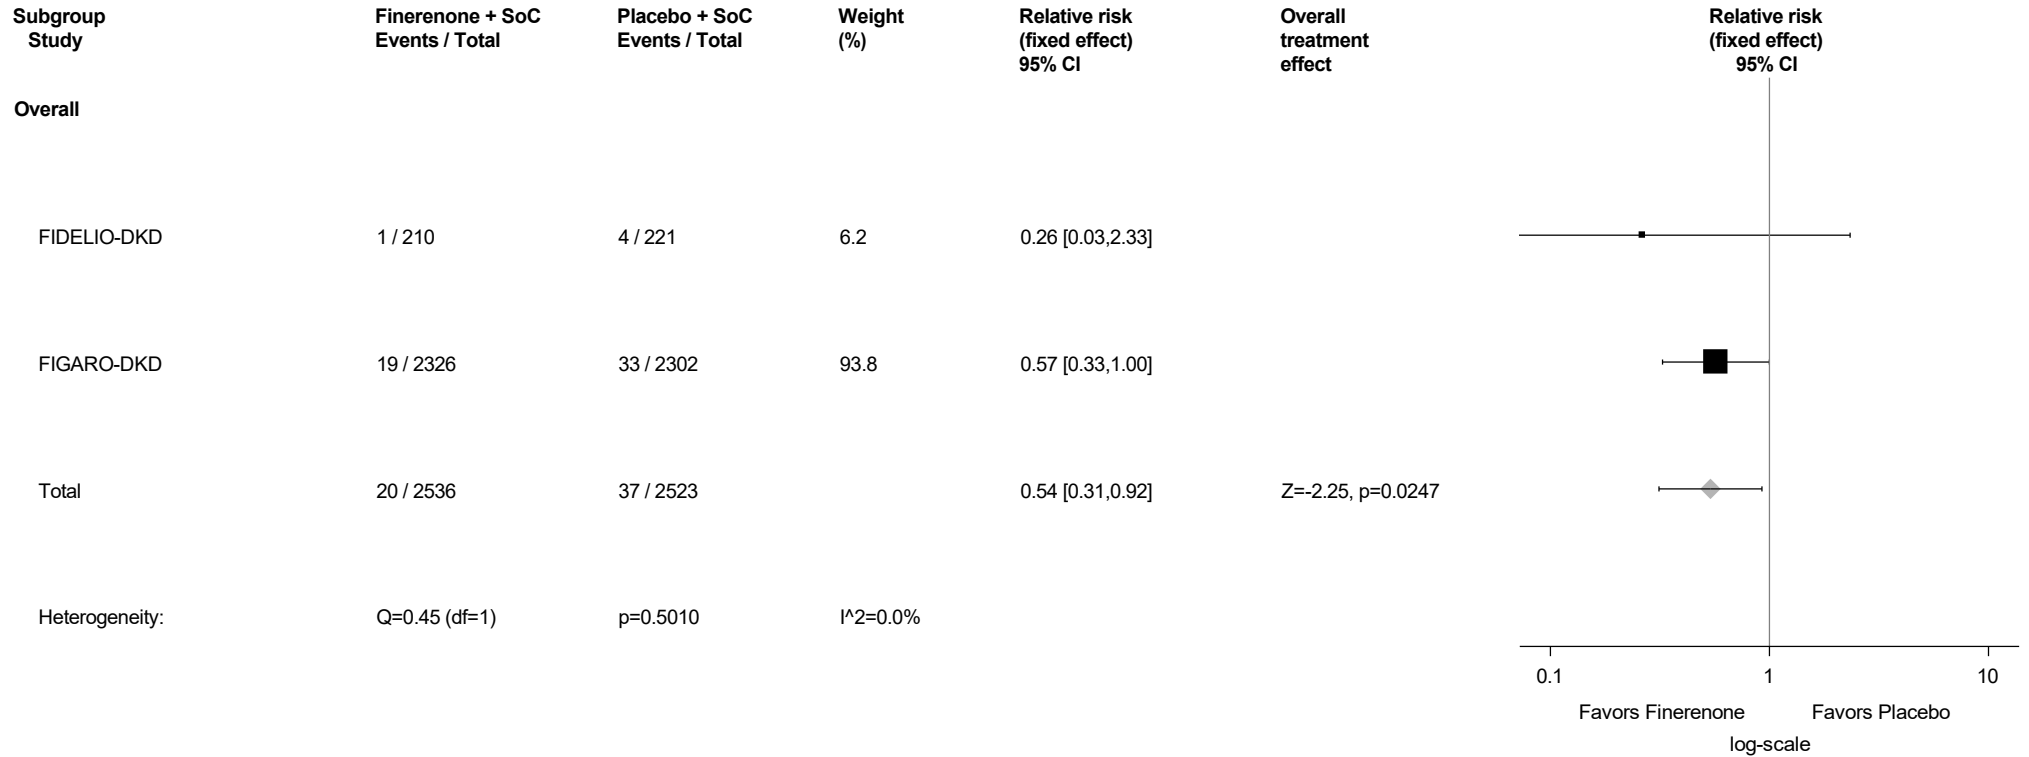 Subgroup Finerenone + SoC Placebo + SoC Weight Relative risk Overall Relative risk
Study Events / Total Events / Total (%) (fixed effect) treatment (fixed effect)
95% CI effect 95% CI
Overall
FIDELIO-DKD 1 / 210 4 / 221 6.2 0.26 [0.03,2.33]
FIGARO-DKD 19 / 2326 33 / 2302 93.8 0.57 [0.33,1.00]
Total 20 / 2536 37 / 2523 0.54 [0.31,0.92] Z=-2.25, p=0.0247
Heterogeneity: Q=0.45 (df=1) p=0.5010 I^2=0.0%
0.1 1 10
Favors Finerenone Favors Placebo
log-scale